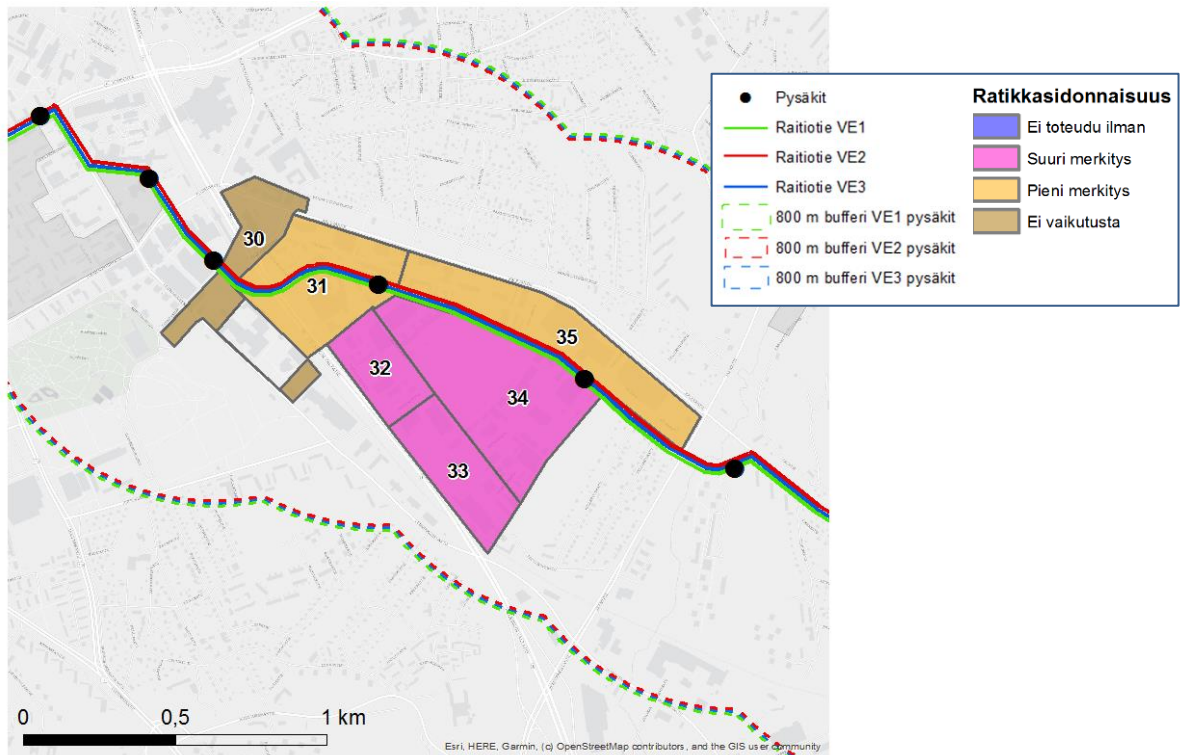 Pysäkit
Raitiotie VE1
Raitiotie VE2
Raitiotie VE3
800 m bufferi VE1 pysäkit
800 m bufferi VE2 pysäkit
800 m bufferi VE3 pysäkit
Ratikkasidonnaisuus
Ei toteudu ilman
Suuri merkitys
Pieni merkitys
Ei vaikutusta
30
31
35
32
34
33
0 0,5 1 km
Esri, HERE, Garmin, (c) OpenStreetMap contributors, and the GIS user community